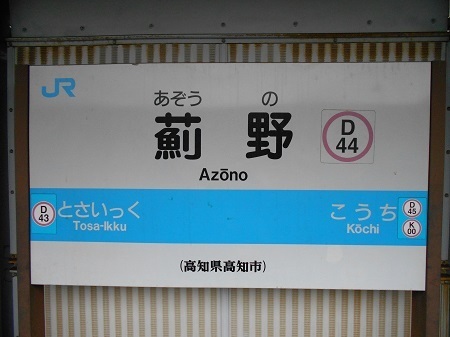 JR
あぞうの
薊野
D
44
Azōno
D
43
とさいっく
Tosa-Ikku
こうち
Kōchi
D
45
K
00
(高知県高知市)